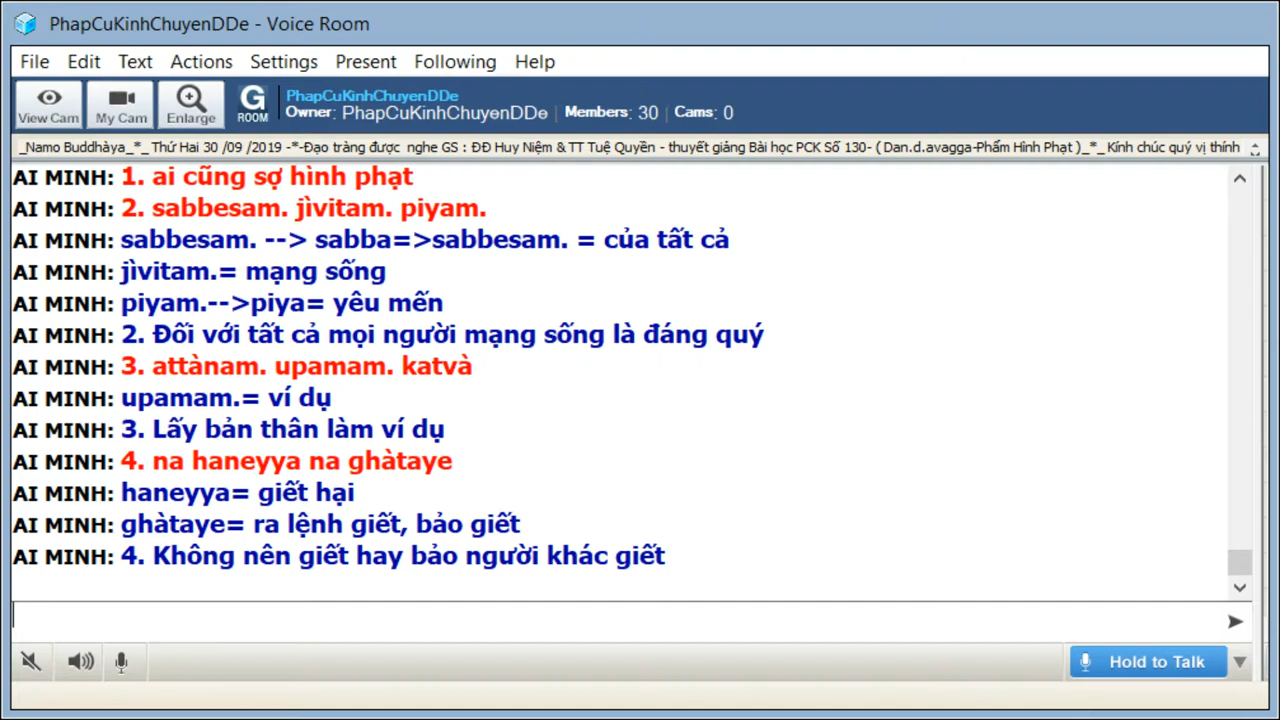 PhapCuKinhChuyenDDe - Voice Room
File Edit Text Actions Settings Present Following Help
View Cam My Cam Enlarge G ROOM PhapCuKinhChuyenDDe
Owner: PhapCuKinhChuyenDDe | Members: 30 | Cams: 0
_Namo Buddhàya_*_ Thứ Hai 30 /09 /2019 -*-Đạo tràng được nghe GS : ĐĐ Huy Niệm & TT Tuệ Quyền - thuyết giảng Bài học PCK Số 130- ( Dan.d.avagga-Phẩm Hình Phạt )_*_ Kính chúc quý vị thính
AI MINH: 1. ai cũng sợ hình phạt
AI MINH: 2. sabbesam. jìvitam. piyam.
AI MINH: sabbesam. --> sabba=>sabbesam. = của tất cả
AI MINH: jìvitam.= mạng sống
AI MINH: piyam.-->piya= yêu mến
AI MINH: 2. Đối với tất cả mọi người mạng sống là đáng quý
AI MINH: 3. attànam. upamam. katvà
AI MINH: upamam.= ví dụ
AI MINH: 3. Lấy bản thân làm ví dụ
AI MINH: 4. na haneyya na ghàtaye
AI MINH: haneyya= giết hại
AI MINH: ghàtaye= ra lệnh giết, bảo giết
AI MINH: 4. Không nên giết hay bảo người khác giết
Hold to Talk